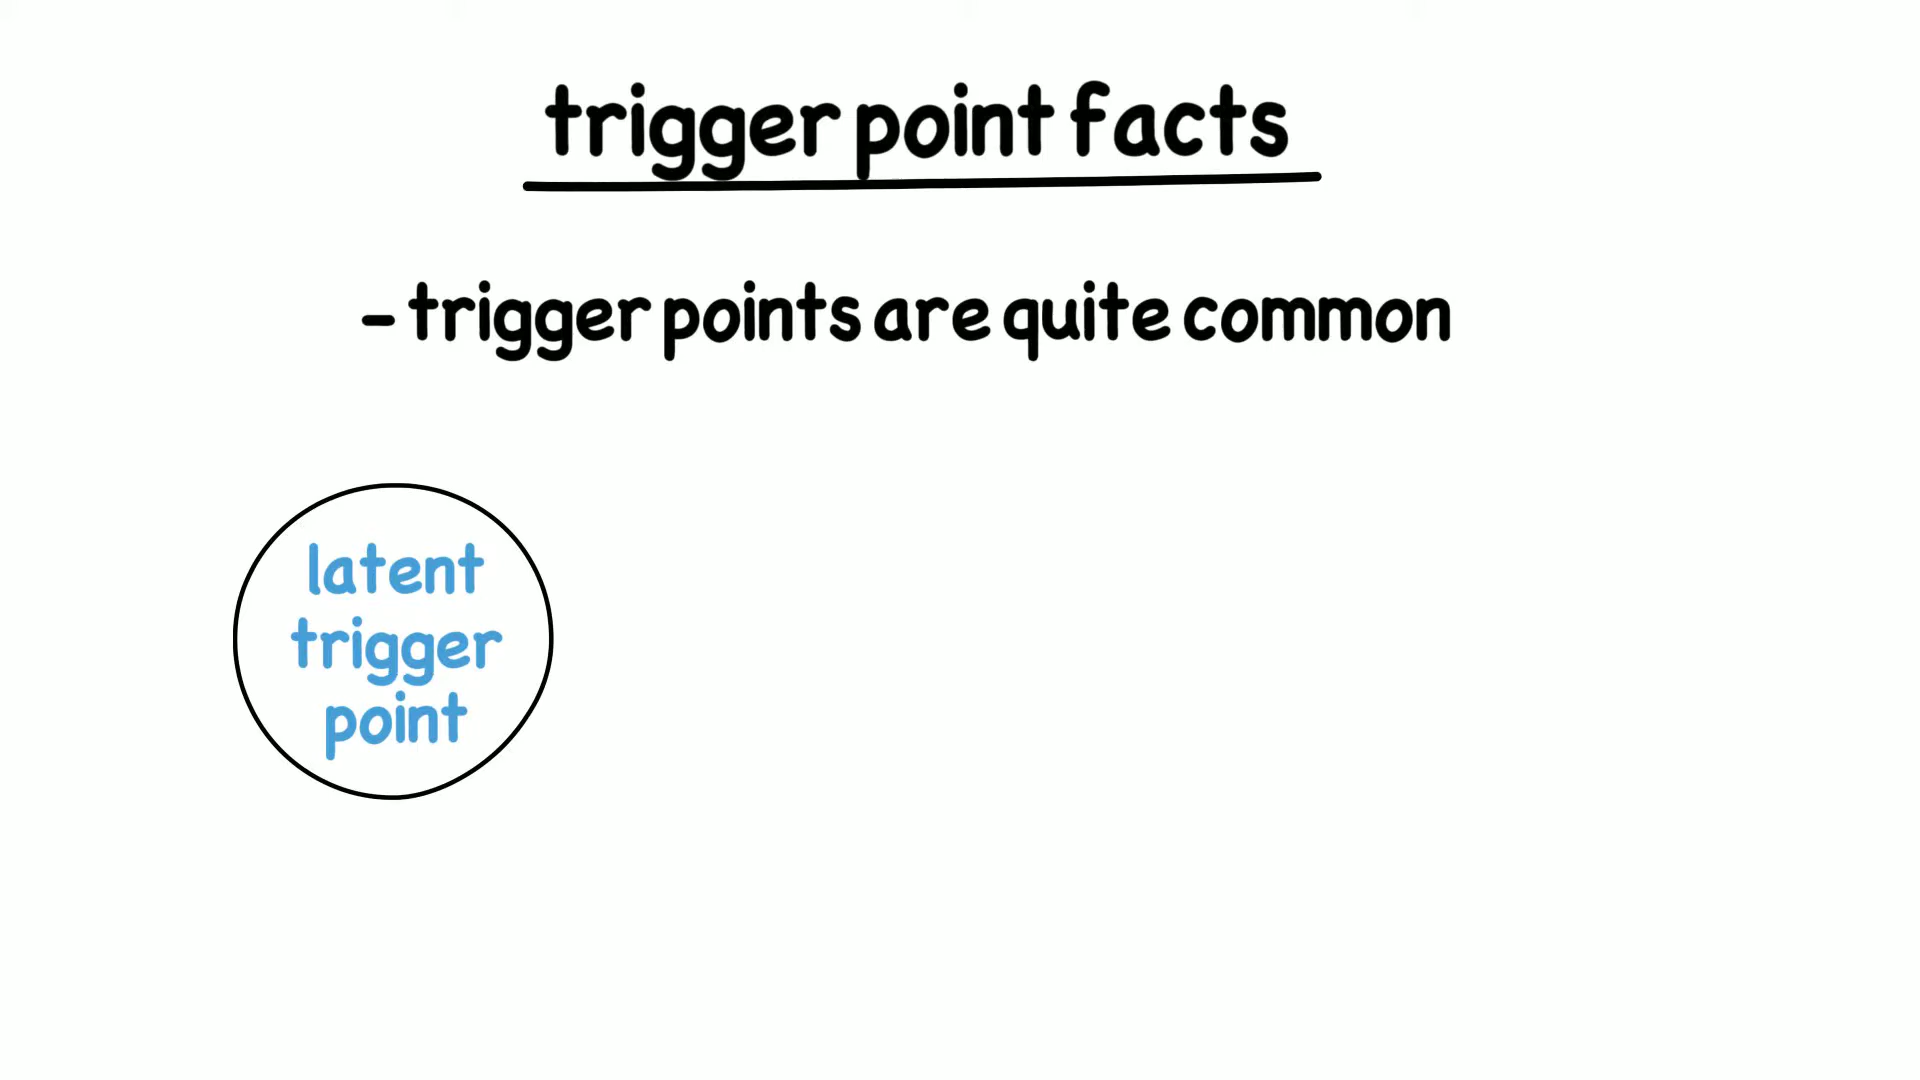 trigger point facts
- trigger points are quite common
latent
trigger
point